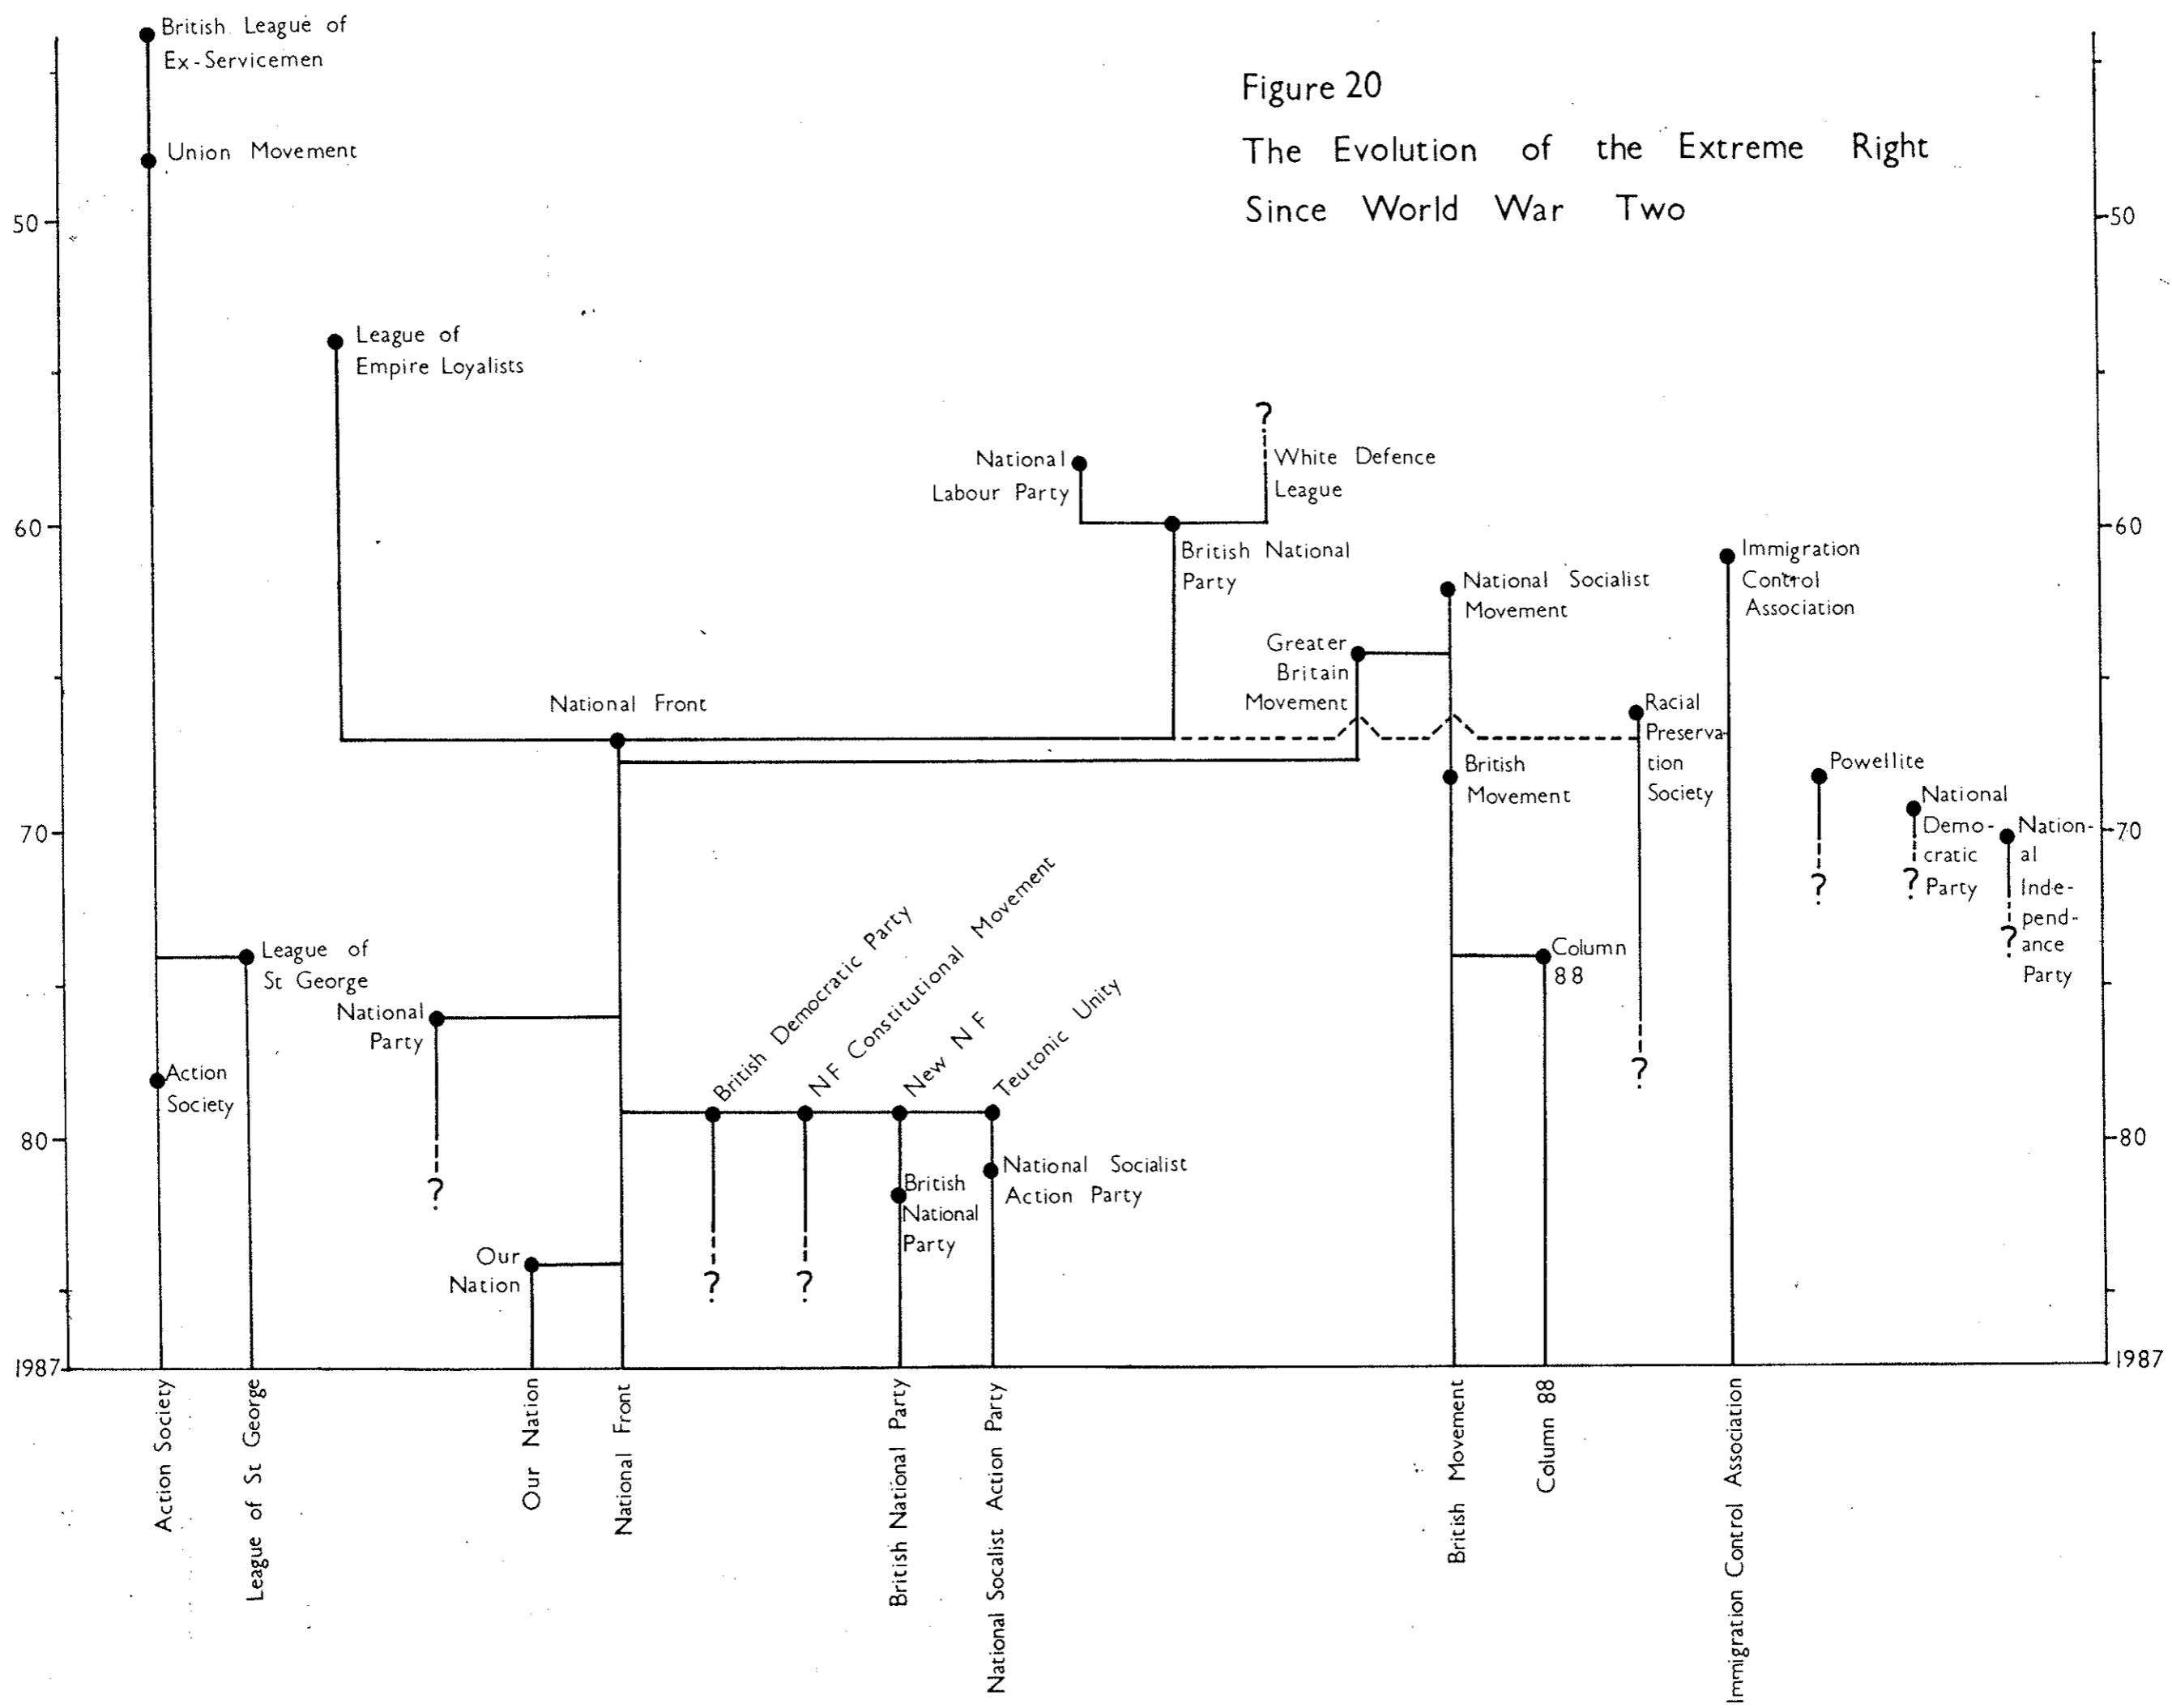 British League of
Ex-Servicemen
Figure 20
The Evolution of the Extreme Right
Since World War Two
Union Movement
50
50
League of
Empire Loyalists
?
National
Labour Party
White Defence
League
60
60
British National
Party
National Socialist
Movement
Immigration
Control
Association
Greater
Britain
Movement
National Front
Racial
Preserva-
tion
Society
British
Movement
Powellite
?
National
Demo-
cratic
Party
?
70
70
Nation-
al
Inde-
pend-
ance
Party
?
League of
St George
National
Party
?
British Democratic Party
NF Constitutional Movement
New NF
Teutonic Unity
Column
88
?
Action
Society
80
80
British
National
Party
National Socialist
Action Party
Our
Nation
?
?
1987
1987
Action Society
League of St George
Our Nation
National Front
British National Party
National Socalist Action Party
British Movement
Column 88
Immigration Control Association